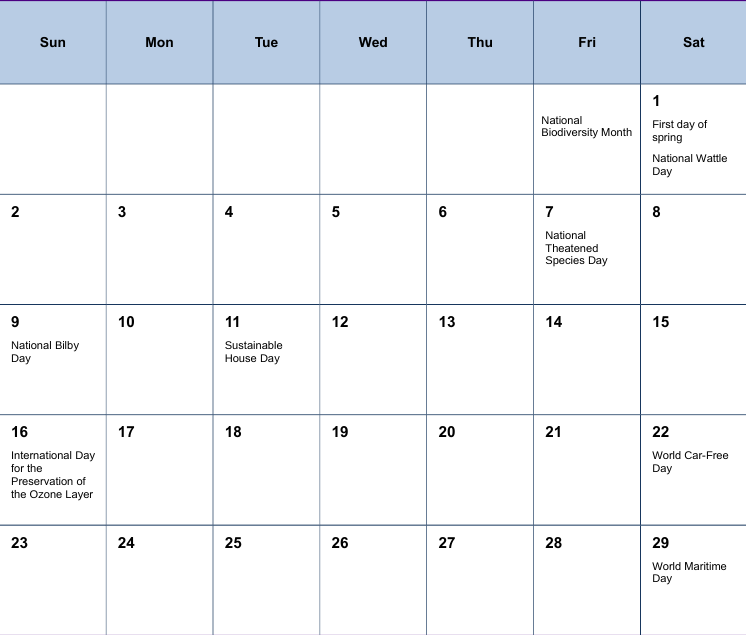 Sun Mon Tue Wed Thu Fri Sat
National
Biodiversity Month
1
First day of
spring
National Wattle
Day
2 3 4 5 6 7 8
National
Theatened
Species Day
9 10 11 12 13 14 15
National Bilby
Day
Sustainable
House Day
16 17 18 19 20 21 22
International Day
for the
Preservation of
the Ozone Layer
World Car-Free
Day
23 24 25 26 27 28 29
World Maritime
Day